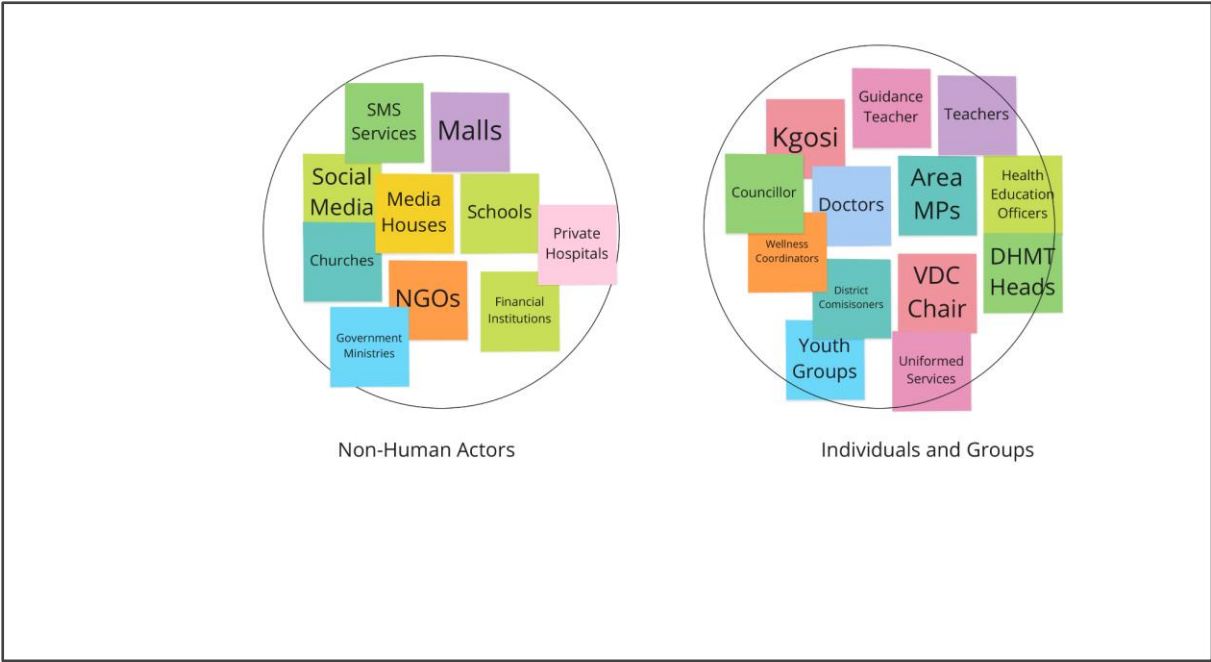 SMS
Services
Malls
Social
Media
Media
Houses
Schools
Private
Hospitals
Churches
NGOs
Financial
Institutions
Government
Ministries
Non-Human Actors
Guidance
Teacher
Teachers
Kgosi
Councillor
Doctors
Area
MPs
Health
Education
Officers
Wellness
Coordinators
DHMT
Heads
District
Comisisoners
VDC
Chair
Youth
Groups
Uniformed
Services
Individuals and Groups